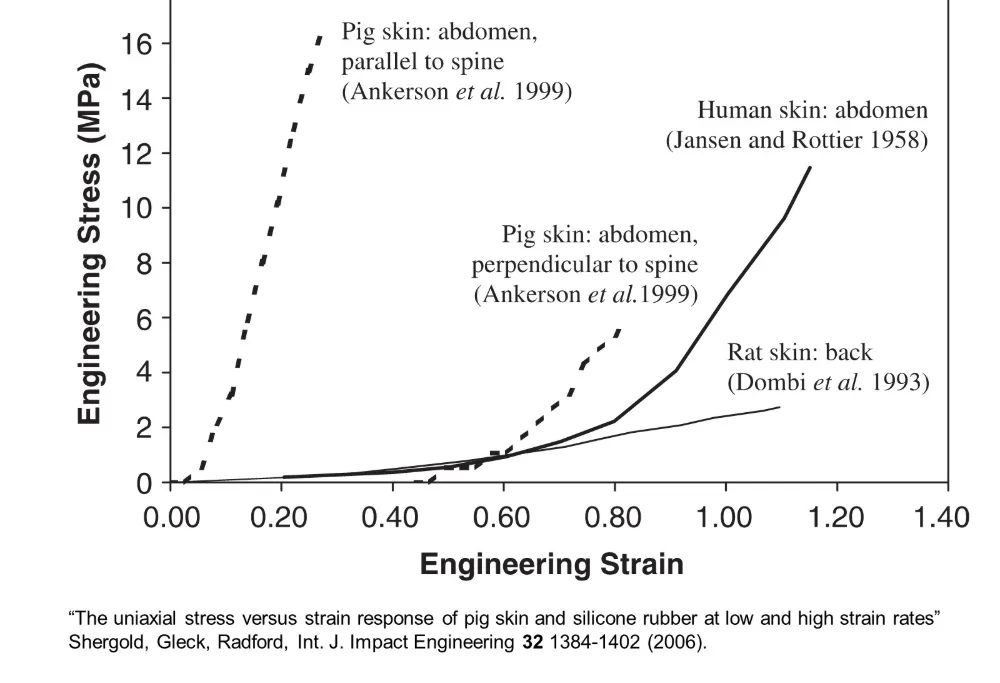 Pig skin: abdomen,
parallel to spine
(Ankerson et al. 1999)
Human skin: abdomen
(Jansen and Rottier 1958)
Pig skin: abdomen,
perpendicular to spine
(Ankerson et al.1999)
Rat skin: back
(Dombi et al. 1993)
Engineering Stress (MPa)
16
14
12
10
8
6
4
2
0
0.00 0.20 0.40 0.60 0.80 1.00 1.20 1.40
Engineering Strain
“The uniaxial stress versus strain response of pig skin and silicone rubber at low and high strain rates”
Shergold, Gleck, Radford, Int. J. Impact Engineering 32 1384-1402 (2006).